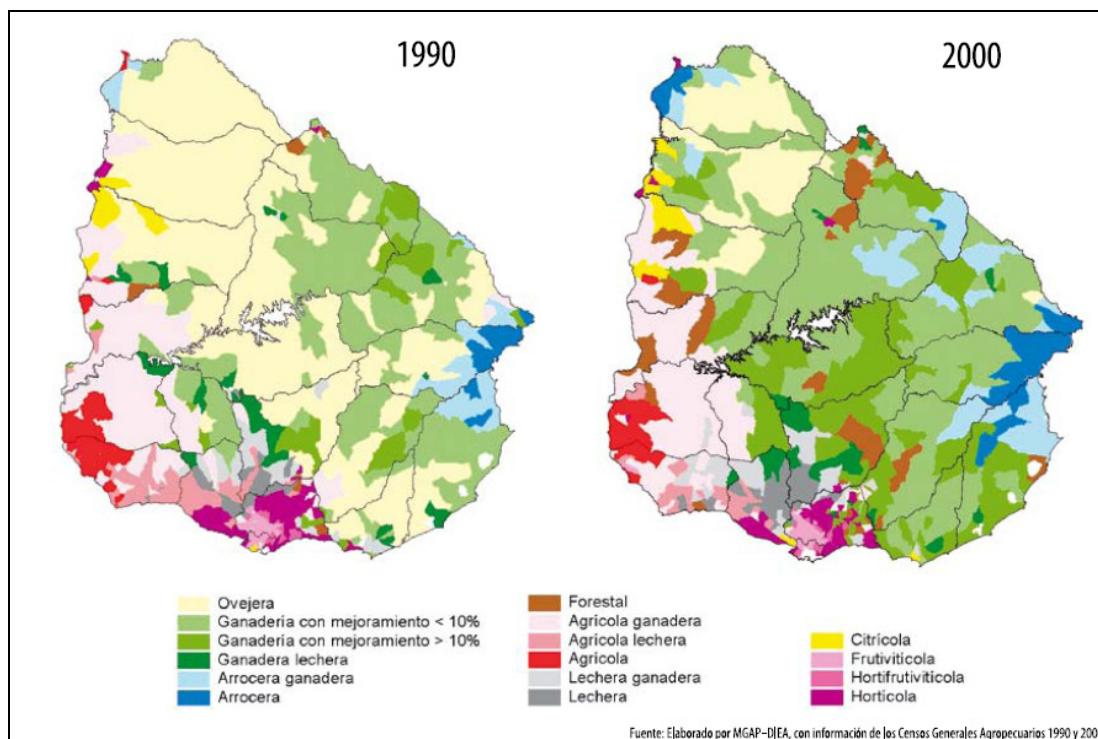 1990
2000
Ovejera
Ganadería con mejoramiento < 10%
Ganadería con mejoramiento > 10%
Ganadera lechera
Arrocera ganadera
Arrocera
Forestal
Agrícola ganadera
Agrícola lechera
Agrícola
Lechera ganadera
Lechera
Citrícola
Frutivitícola
Hortifrutivitícola
Hortícola
Fuente: Elaborado por MGAP-DIEA, con información de los Censos Generales Agropecuarios 1990 y 200